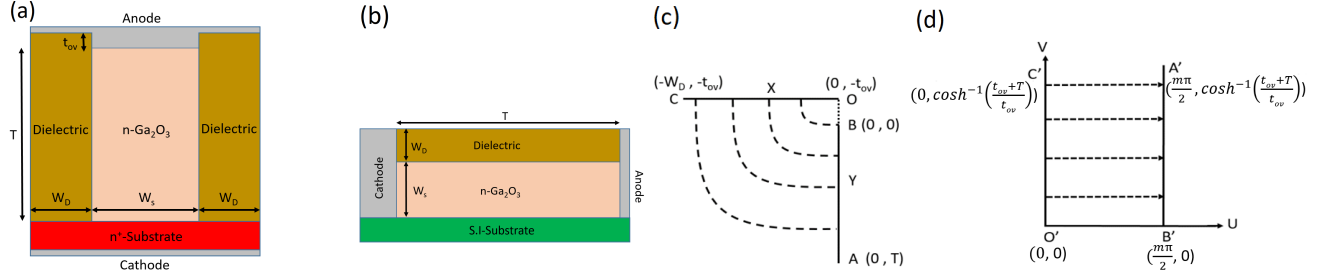 (a)
Anode
t_ov
Dielectric
n-Ga₂O₃
Dielectric
T
W_D
W_s
W_D
n⁺-Substrate
Cathode
(b)
T
Cathode
W_D
Dielectric
W_s
n-Ga₂O₃
Anode
S.I-Substrate
(c)
(-W_D , -t_ov)
X
(0, -t_ov)
C
O
B (0 , 0)
Y
A (0 , T)
(d)
V
C'
A'
(0, cosh⁻¹((t_ov+T)/t_ov))
(mπ/2, cosh⁻¹((t_ov+T)/t_ov))
O'
B'
U
(0, 0)
(mπ/2, 0)